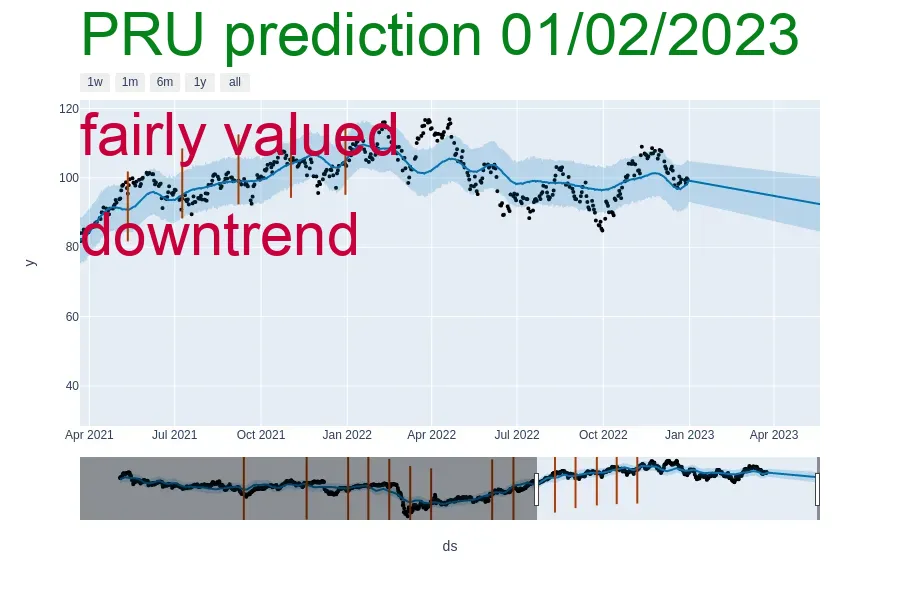 PRU prediction 01/02/2023
1w 1m 6m 1y all
120
fairly valued
100
downtrend
80
y
60
40
Apr 2021 Jul 2021 Oct 2021 Jan 2022 Apr 2022 Jul 2022 Oct 2022 Jan 2023 Apr 2023
ds